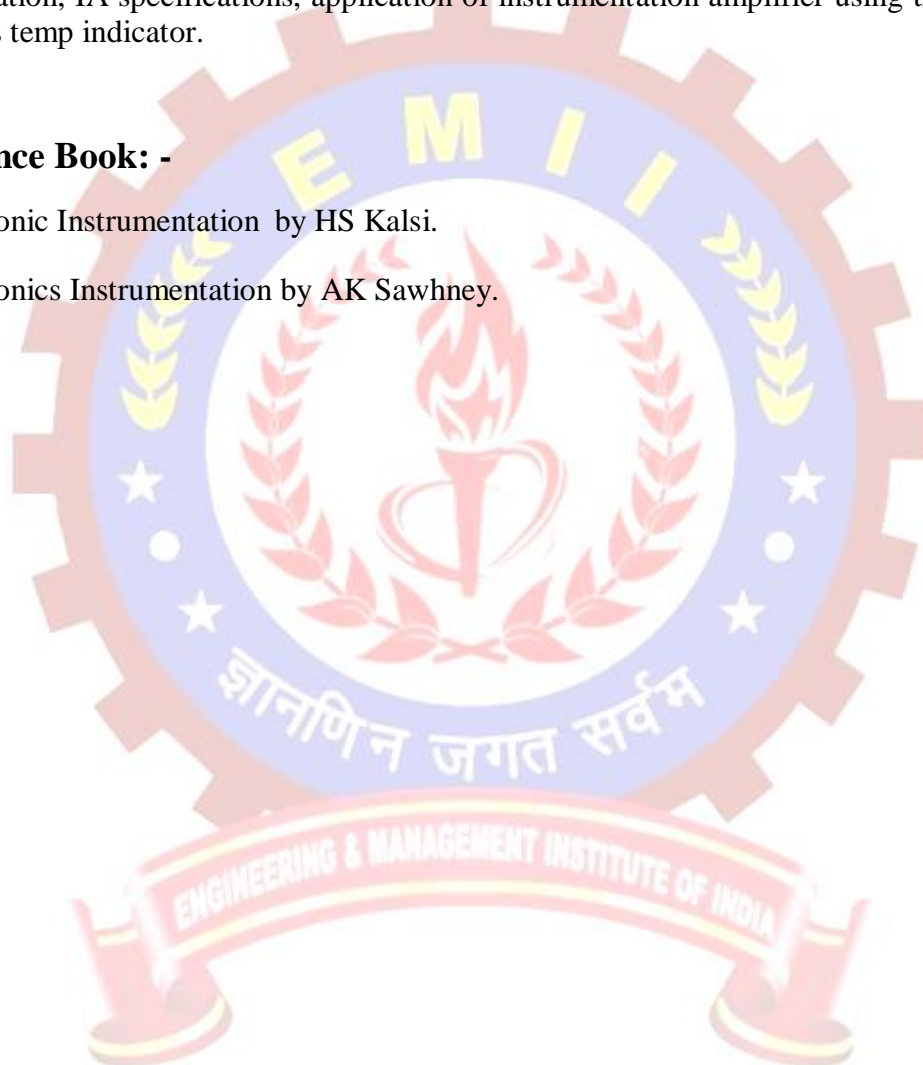 ation, IA specifications, application of instrumentation amplifier using t
s temp indicator.
nce Book: -
onic Instrumentation by HS Kalsi.
onics Instrumentation by AK Sawhney.
E M I I
ज्ञानणिन जगत सर्वम
ENGINEERING & MANAGEMENT INSTITUTE OF INDIA